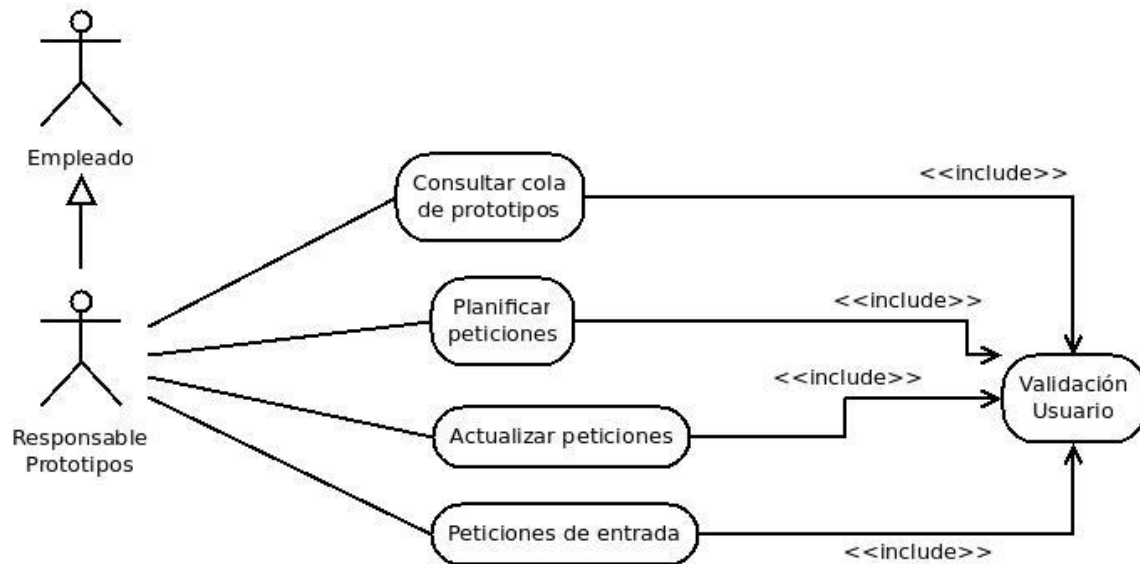 Empleado
Consultar cola
de prototipos
<<include>>
Planificar
peticiones
<<include>>
<<include>>
Validación
Usuario
Responsable
Prototipos
Actualizar peticiones
Peticiones de entrada
<<include>>